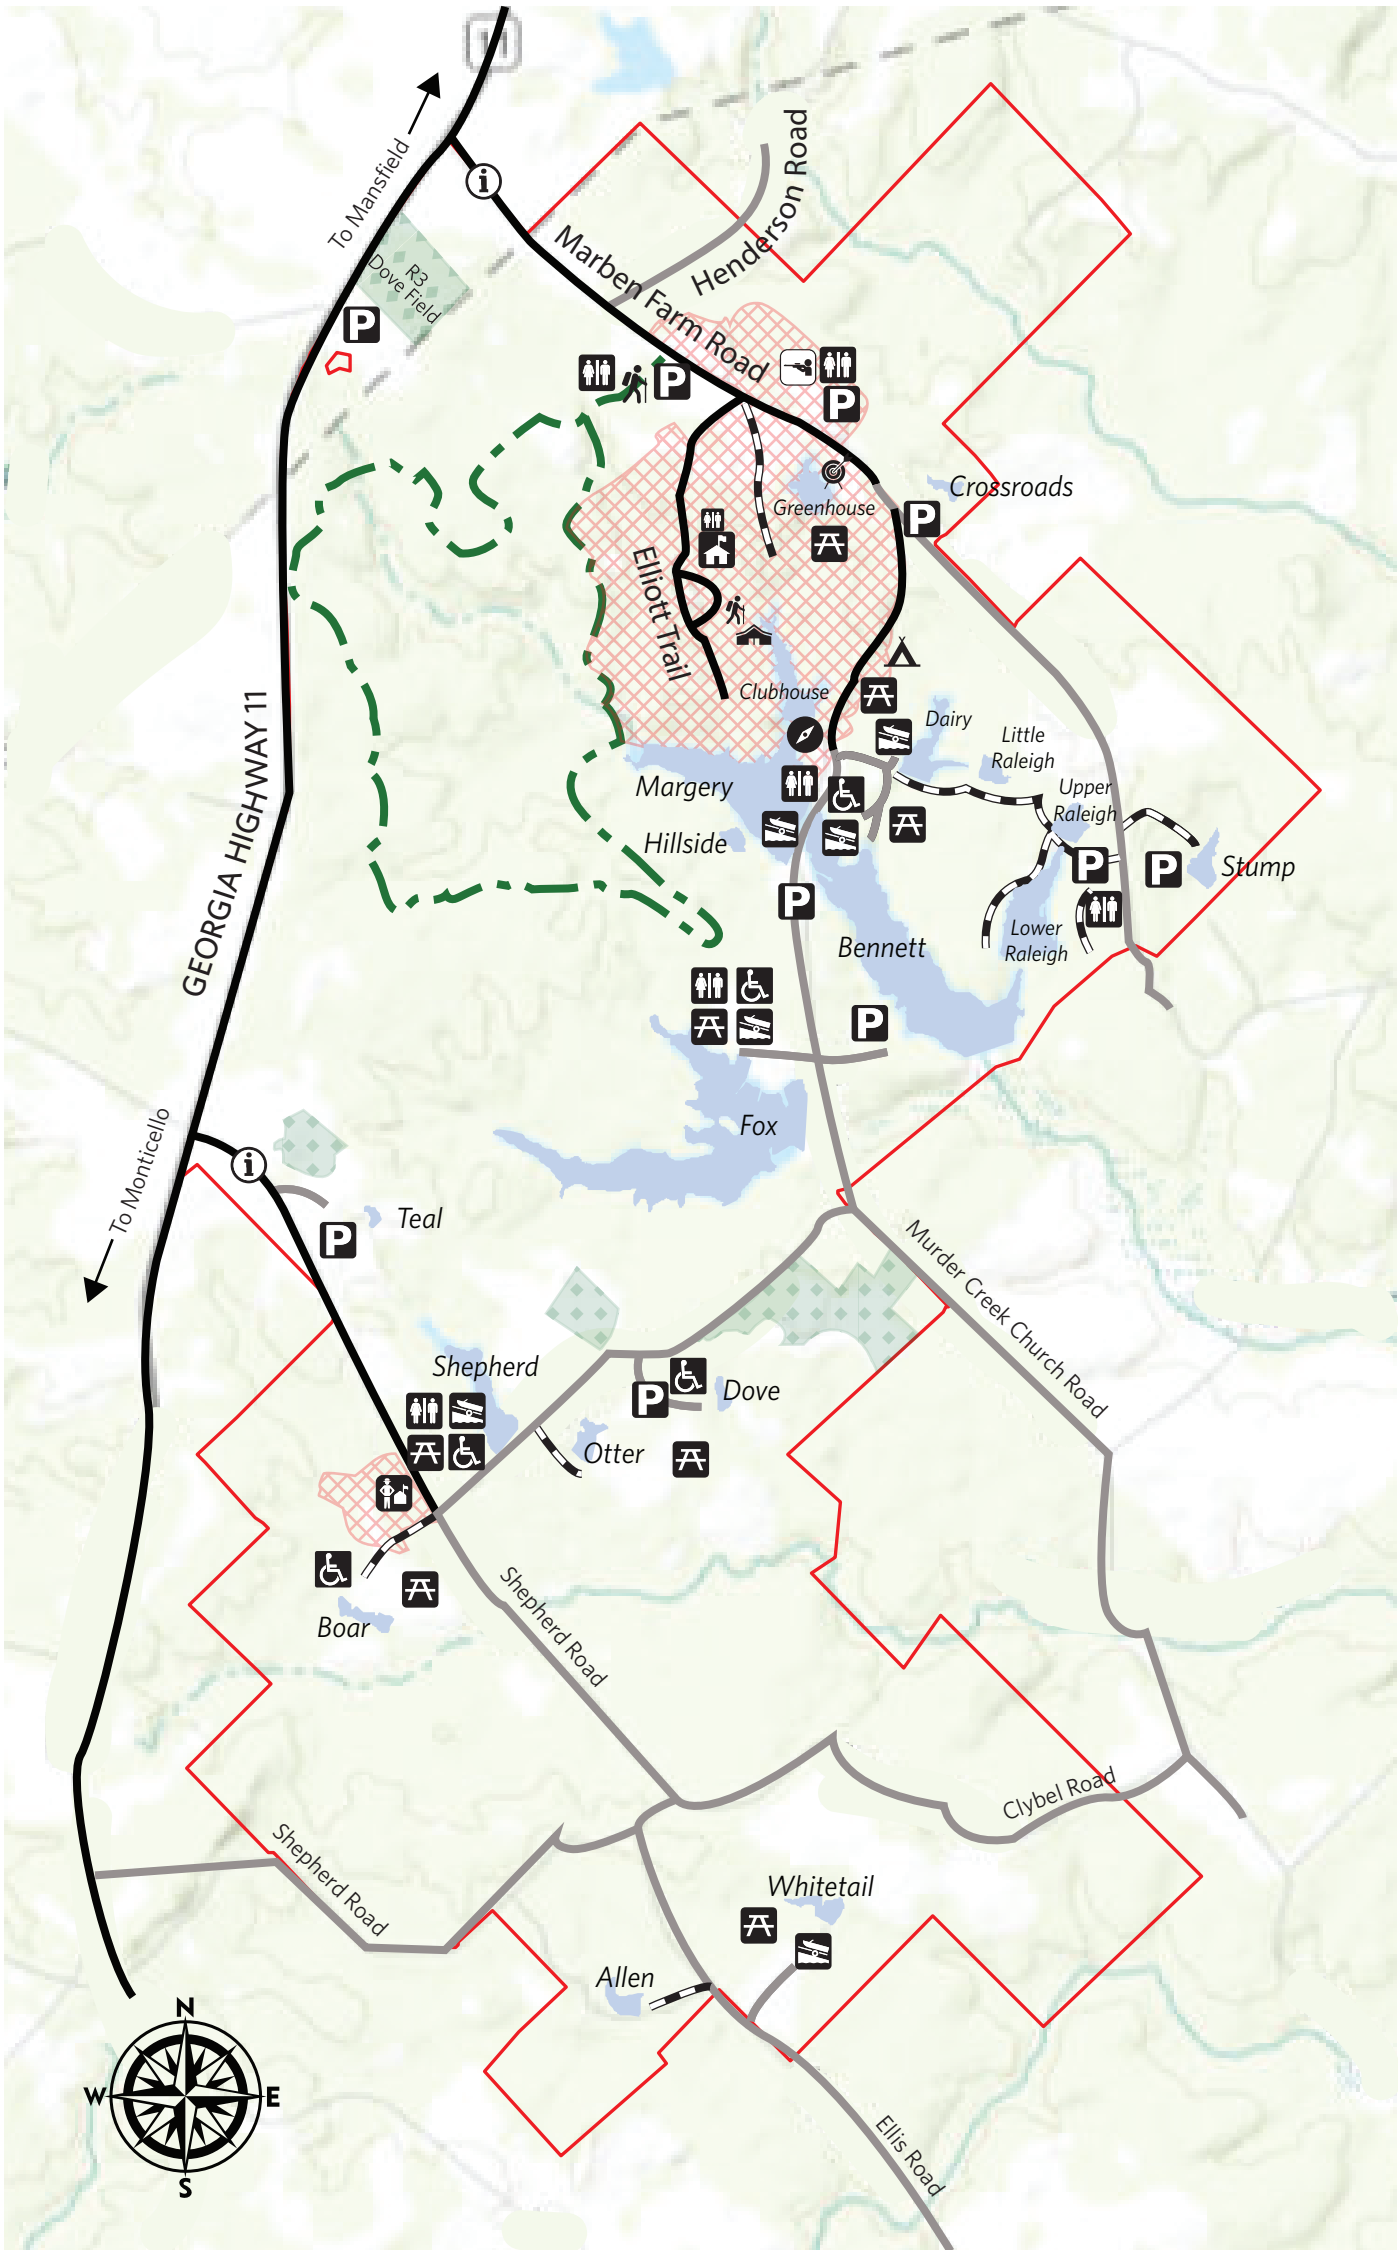 11
To Mansfield
i
Henderson Road
Marben Farm Road
R3
Dove Field
P
P
P
Crossroads
Greenhouse
P
Elliott Trail
Clubhouse
Dairy
Little
Raleigh
GEORGIA HIGHWAY 11
Margery
Upper
Raleigh
Hillside
P
P
Stump
P
Lower
Raleigh
Bennett
P
Fox
To Monticello
i
Teal
P
Murder Creek Church Road
Shepherd
P
Dove
Otter
Shepherd Road
Boar
Clybel Road
Shepherd Road
Whitetail
Allen
Ellis Road
N
W
E
S